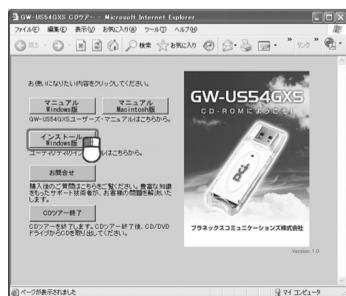 GW-US54GXS CDツアー - Microsoft Internet Explorer
ファイル(F) 編集(E) 表示(V) お気に入り(A) ツール(T) ヘルプ(H)
戻る 検索 お気に入り リンク
お使いになりたい内容をクリックしてください。
マニュアル
Windows版
マニュアル
Macintosh版
GW-US54GXSユーザーズ・マニュアルはこちらから。
インストール
Windows版
ユーティリティのインストールはこちらから。
お問合せ
購入後のご質問はこちらをご覧ください。豊富な知識
をもったサポート技術者が、お客様の問題を解決いた
します。
CDツアー終了
CDツアーを終了します。CDツアー終了後、CD/DVD
ドライブからCDを取り出してください。
GW-US54GXS
CD-ROMにようこそ!
PCi
プラネックスコミュニケーションズ株式会社
Version 1.0
ページが表示されました
マイ コンピュータ